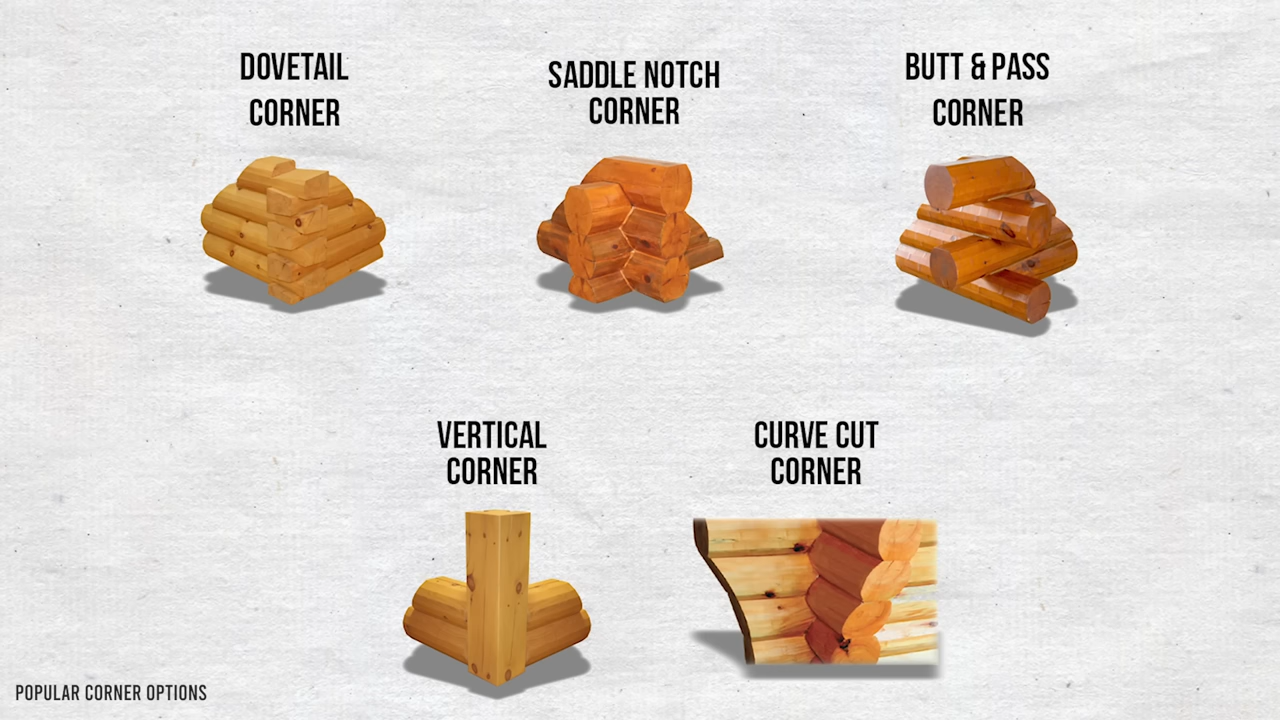 DOVETAIL
CORNER
SADDLE NOTCH
CORNER
BUTT & PASS
CORNER
VERTICAL
CORNER
CURVE CUT
CORNER
POPULAR CORNER OPTIONS